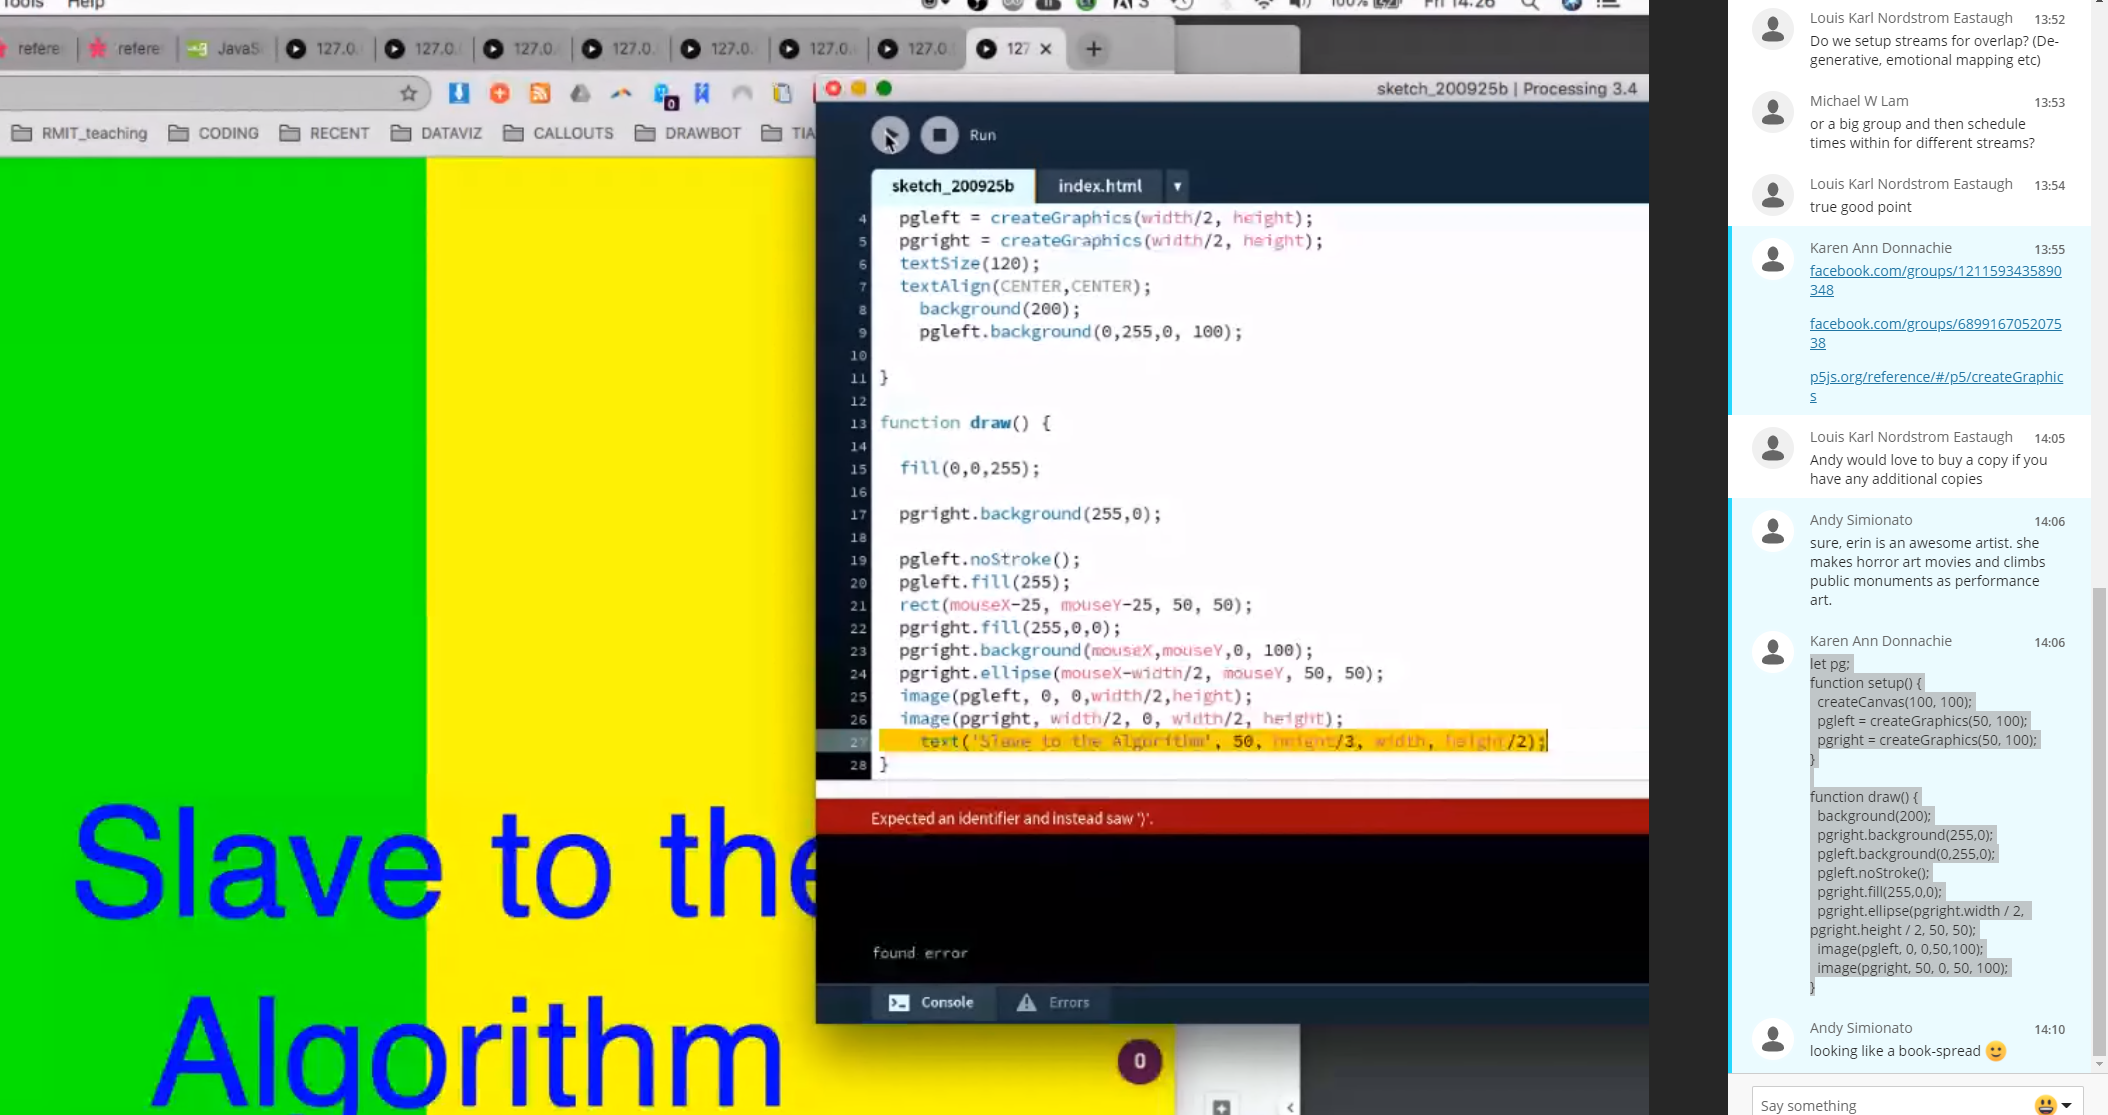 Tools Help
100% Fri 14:26
refere
refere
JavaS
127.0.
127.0.
127.0.
127.0.
127.0.
127.0.
127.0
127
RMIT_teaching
CODING
RECENT
DATAVIZ
CALLOUTS
DRAWBOT
TIA
0
sketch_200925b | Processing 3.4
Run
sketch_200925b index.html
4 pgleft = createGraphics(width/2, height);
5 pgright = createGraphics(width/2, height);
6 textSize(120);
7 textAlign(CENTER,CENTER);
8 background(200);
9 pgleft.background(0,255,0, 100);
10
11 }
12
13 function draw() {
14
15 fill(0,0,255);
16
17 pgright.background(255,0);
18
19 pgleft.noStroke();
20 pgleft.fill(255);
21 rect(mouseX-25, mouseY-25, 50, 50);
22 pgright.fill(255,0,0);
23 pgright.background(mouseX,mouseY,0, 100);
24 pgright.ellipse(mouseX-width/2, mouseY, 50, 50);
25 image(pgleft, 0, 0,width/2,height);
26 image(pgright, width/2, 0, width/2, height);
27 text('Slave to the Algorithm', 50, height/3, width, height/2);
28 }
Expected an identifier and instead saw ')'.
found error
Console Errors
Slave to the
Algorithm
0
Louis Karl Nordstrom Eastaugh 13:52
Do we setup streams for overlap? (De-
generative, emotional mapping etc)
Michael W Lam 13:53
or a big group and then schedule
times within for different streams?
Louis Karl Nordstrom Eastaugh 13:54
true good point
Karen Ann Donnachie 13:55
facebook.com/groups/1211593435890
348
facebook.com/groups/6899167052075
38
p5js.org/reference/#/p5/createGraphic
s
Louis Karl Nordstrom Eastaugh 14:05
Andy would love to buy a copy if you
have any additional copies
Andy Simionato 14:06
sure, erin is an awesome artist. she
makes horror art movies and climbs
public monuments as performance
art.
Karen Ann Donnachie 14:06
let pg;
function setup() {
createCanvas(100, 100);
pgleft = createGraphics(50, 100);
pgright = createGraphics(50, 100);
}
function draw() {
background(200);
pgright.background(255,0);
pgleft.background(0,255,0);
pgleft.noStroke();
pgright.fill(255,0,0);
pgright.ellipse(pgright.width / 2,
pgright.height / 2, 50, 50);
image(pgleft, 0, 0,50,100);
image(pgright, 50, 0, 50, 100);
}
Andy Simionato 14:10
looking like a book-spread 🙂
Say something